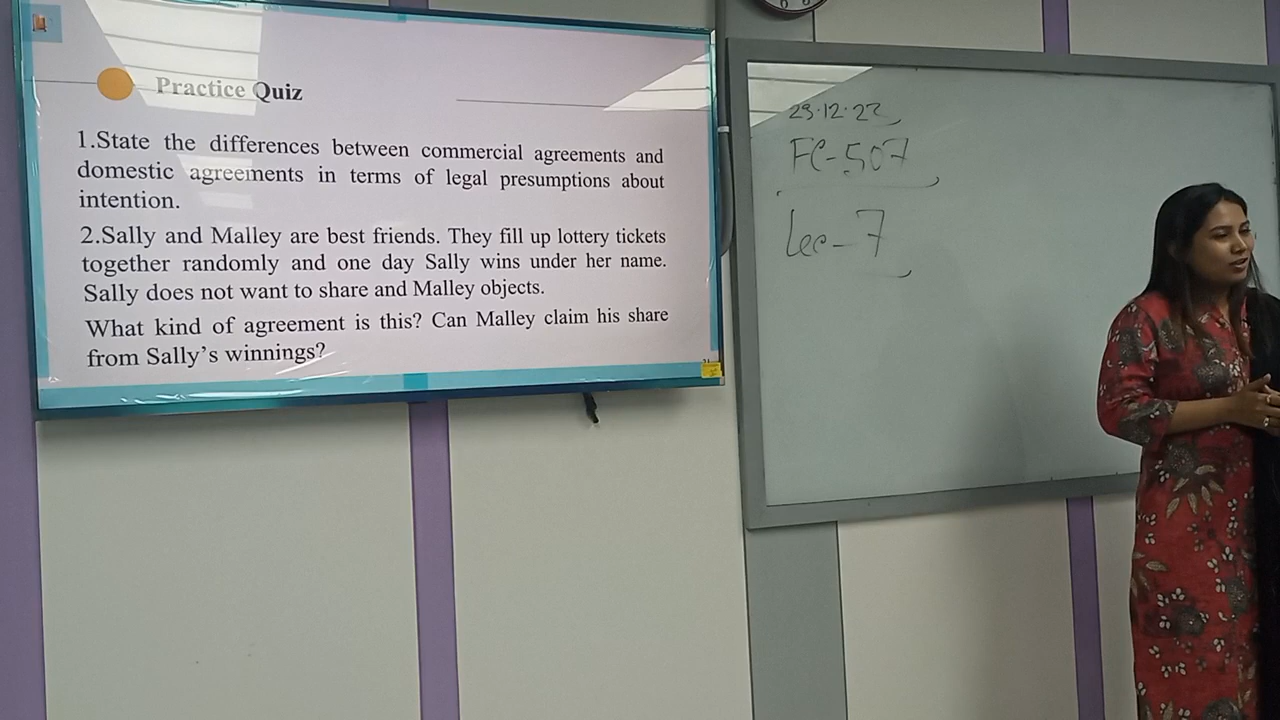 Practice Quiz
1.State the differences between commercial agreements and
domestic agreements in terms of legal presumptions about
intention.
2.Sally and Malley are best friends. They fill up lottery tickets
together randomly and one day Sally wins under her name.
Sally does not want to share and Malley objects.
What kind of agreement is this? Can Malley claim his share
from Sally's winnings?
FC-507
Lec-7